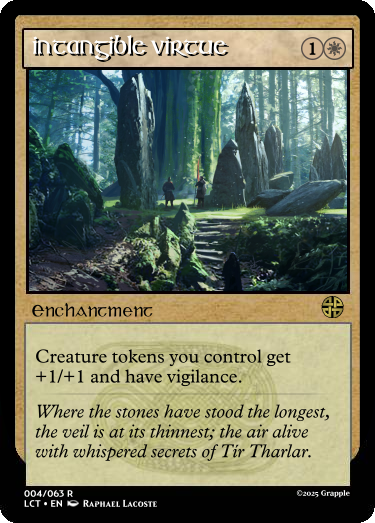 Intangible Virtue 1
Enchantment
Creature tokens you control get
+1/+1 and have vigilance.
Where the stones have stood the longest,
the veil is at its thinnest; the air alive
with whispered secrets of Tír Tharlar.
004/063 R
LCT • EN Raphael Lacoste
©2025 Grapple